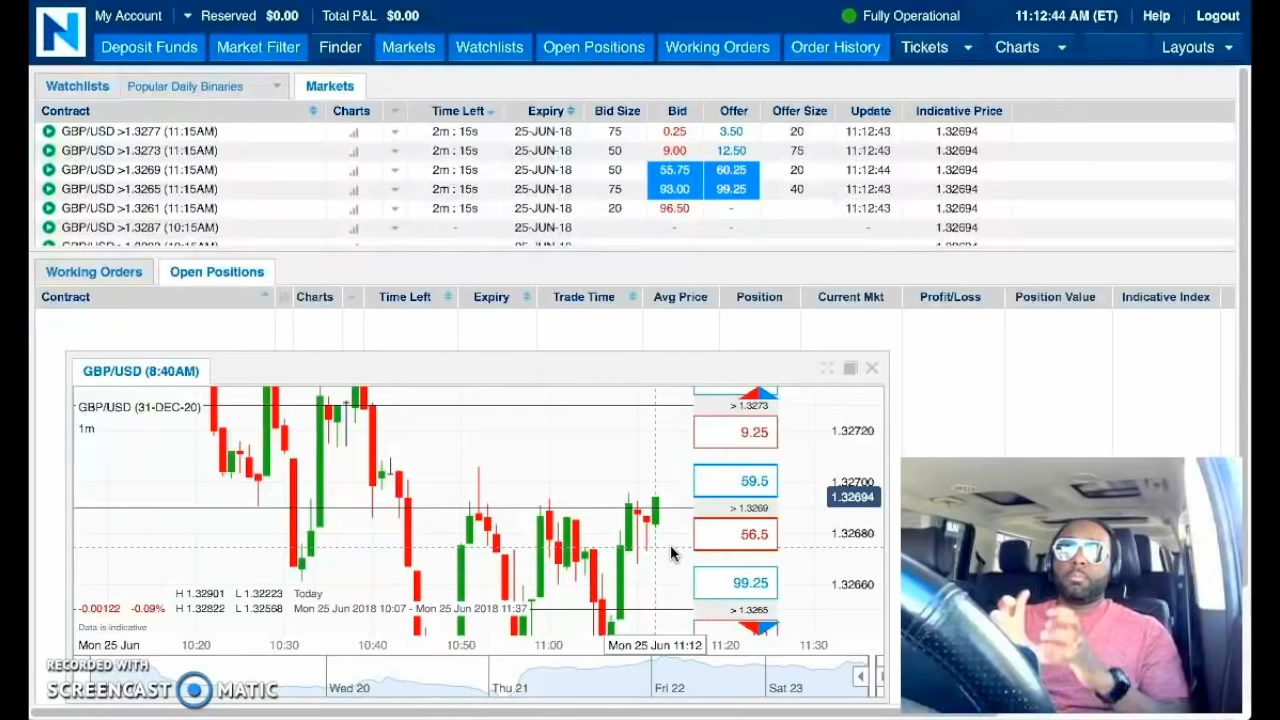 N My Account Reserved $0.00 Total P&L $0.00 Fully Operational 11:12:44 AM (ET) Help Logout
Deposit Funds Market Filter Finder Markets Watchlists Open Positions Working Orders Order History Tickets Charts Layouts
Watchlists Popular Daily Binaries Markets
Contract Charts Time Left Expiry Bid Size Bid Offer Offer Size Update Indicative Price
GBP/USD >1.3277 (11:15AM) 2m : 15s 25-JUN-18 75 0.25 3.50 20 11:12:43 1.32694
GBP/USD >1.3273 (11:15AM) 2m : 15s 25-JUN-18 50 9.00 12.50 75 11:12:43 1.32694
GBP/USD >1.3269 (11:15AM) 2m : 15s 25-JUN-18 50 55.75 60.25 20 11:12:44 1.32694
GBP/USD >1.3265 (11:15AM) 2m : 15s 25-JUN-18 75 93.00 99.25 40 11:12:43 1.32694
GBP/USD >1.3261 (11:15AM) 2m : 15s 25-JUN-18 20 96.50 - 11:12:43 1.32694
GBP/USD >1.3287 (10:15AM) - 25-JUN-18 - - - - 1.32694
Working Orders Open Positions
Contract Charts Time Left Expiry Trade Time Avg Price Position Current Mkt Profit/Loss Position Value Indicative Index
GBP/USD (8:40AM)
GBP/USD (31-DEC-20) > 1.3273
1m 9.25 1.32720
59.5 1.32700
1.32694
> 1.3269
56.5 1.32680
99.25 1.32660
H 1.32901 L 1.32223 Today
-0.00122 -0.09% H 1.32822 L 1.32568 Mon 25 Jun 2018 10:07 - Mon 25 Jun 2018 11:37 > 1.3265
Data is indicative
Mon 25 Jun 10:20 10:30 10:40 10:50 11:00 Mon 25 Jun 11:12 11:20 11:30
RECORDED WITH
SCREENCAST MATIC
Wed 20 Thu 21 Fri 22 Sat 23